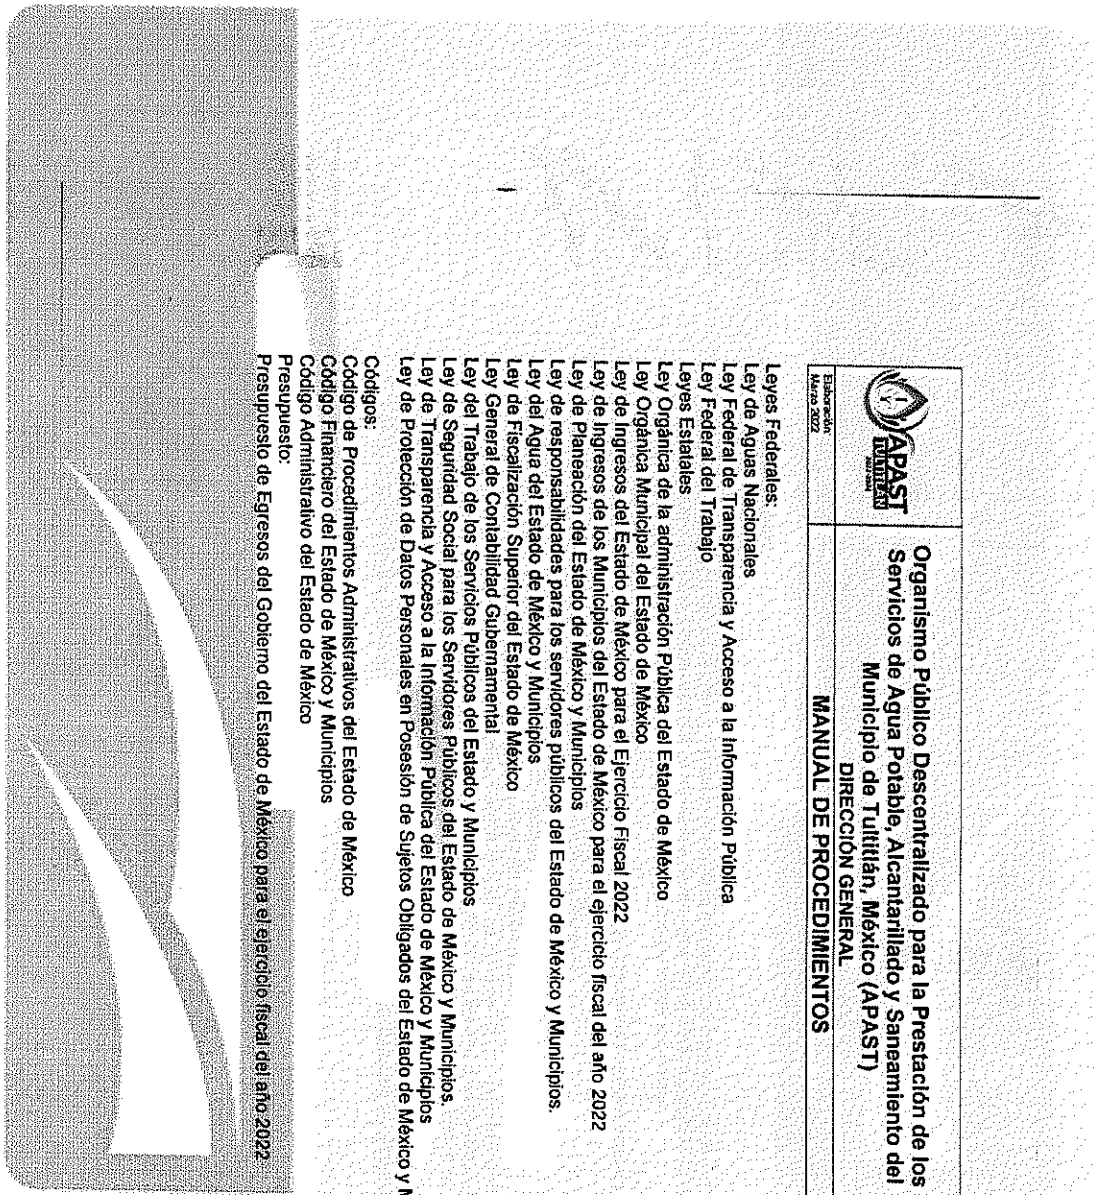 APAST
TULTITLÁN
Organismo Público Descentralizado para la Prestación de los
Servicios de Agua Potable, Alcantarillado y Saneamiento del
Municipio de Tultitlán, México (APAST)
DIRECCIÓN GENERAL
Elaboración:
Marzo 2022
MANUAL DE PROCEDIMIENTOS
Leyes Federales:
Ley de Aguas Nacionales
Ley Federal de Transparencia y Acceso a la Información Pública
Ley Federal del Trabajo
Leyes Estatales
Ley Orgánica de la administración Pública del Estado de México
Ley Orgánica Municipal del Estado de México
Ley de Ingresos del Estado de México para el Ejercicio Fiscal 2022
Ley de Ingresos de los Municipios del Estado de México para el ejercicio fiscal del año 2022
Ley de Planeación del Estado de México y Municipios
Ley de responsabilidades para los servidores públicos del Estado de México y Municipios.
Ley del Agua del Estado de México y Municipios
Ley de Fiscalización Superior del Estado de México
Ley General de Contabilidad Gubernamental
Ley del Trabajo de los Servicios Públicos del Estado y Municipios
Ley de Seguridad Social para los Servidores Públicos del Estado de México y Municipios.
Ley de Transparencia y Acceso a la Información Pública del Estado de México y Municipios
Ley de Protección de Datos Personales en Posesión de Sujetos Obligados del Estado de México y M
Códigos:
Código de Procedimientos Administrativos del Estado de México
Código Financiero del Estado de México y Municipios
Código Administrativo del Estado de México
Presupuesto:
Presupuesto de Egresos del Gobierno del Estado de México para el ejercicio fiscal del año 2022